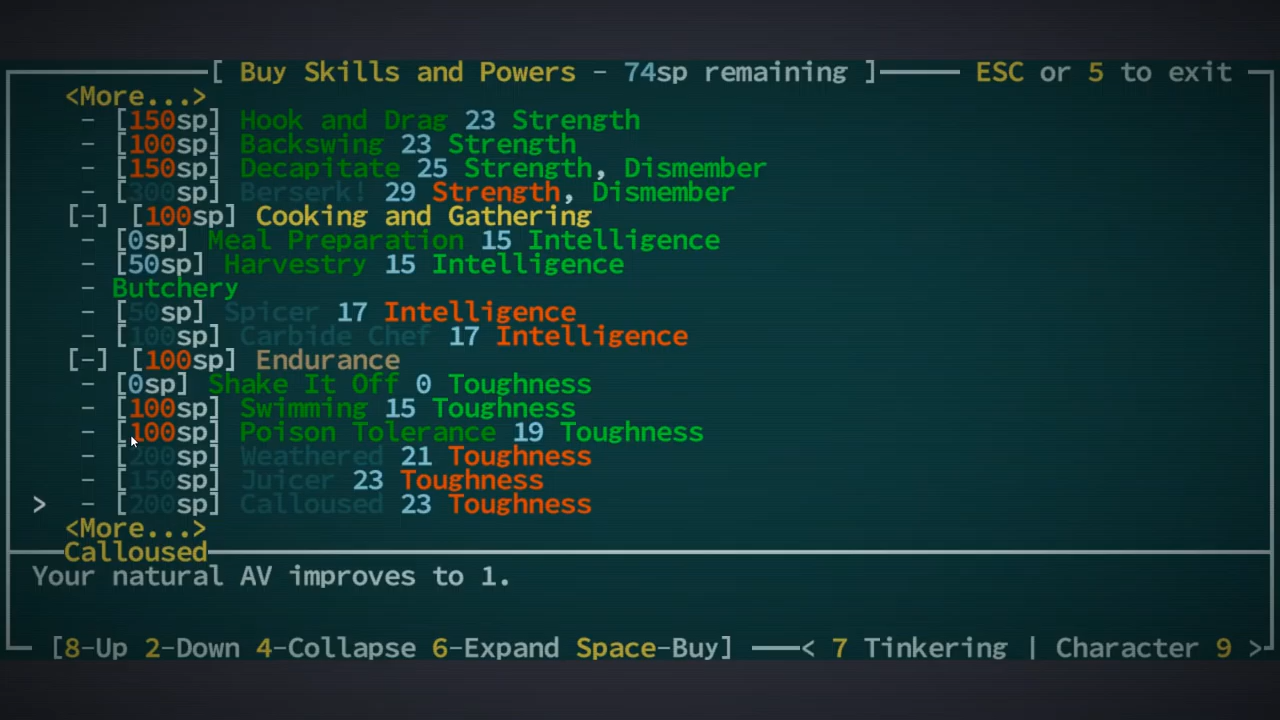 [ Buy Skills and Powers - 74sp remaining ] ESC or 5 to exit
<More...>
- [150sp] Hook and Drag 23 Strength
- [100sp] Backswing 23 Strength
- [150sp] Decapitate 25 Strength, Dismember
- [300sp] Berserk! 29 Strength, Dismember
[-] [100sp] Cooking and Gathering
- [0sp] Meal Preparation 15 Intelligence
- [50sp] Harvestry 15 Intelligence
- Butchery
- [50sp] Spicer 17 Intelligence
- [100sp] Carbide Chef 17 Intelligence
[-] [100sp] Endurance
- [0sp] Shake It Off 0 Toughness
- [100sp] Swimming 15 Toughness
- [100sp] Poison Tolerance 19 Toughness
- [200sp] Weathered 21 Toughness
- [150sp] Juicer 23 Toughness
> - [200sp] Calloused 23 Toughness
<More...>
Calloused
Your natural AV improves to 1.
[8-Up 2-Down 4-Collapse 6-Expand Space-Buy] < 7 Tinkering | Character 9 >